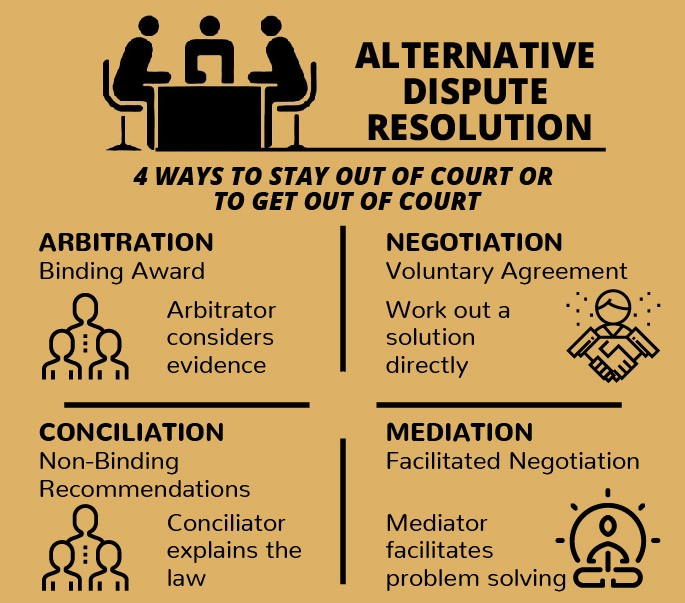 ALTERNATIVE
DISPUTE
RESOLUTION
4 WAYS TO STAY OUT OF COURT OR
TO GET OUT OF COURT
ARBITRATION
Binding Award
Arbitrator
considers
evidence
NEGOTIATION
Voluntary Agreement
Work out a
solution
directly
CONCILIATION
Non-Binding
Recommendations
Conciliator
explains the
law
MEDIATION
Facilitated Negotiation
Mediator
facilitates
problem solving